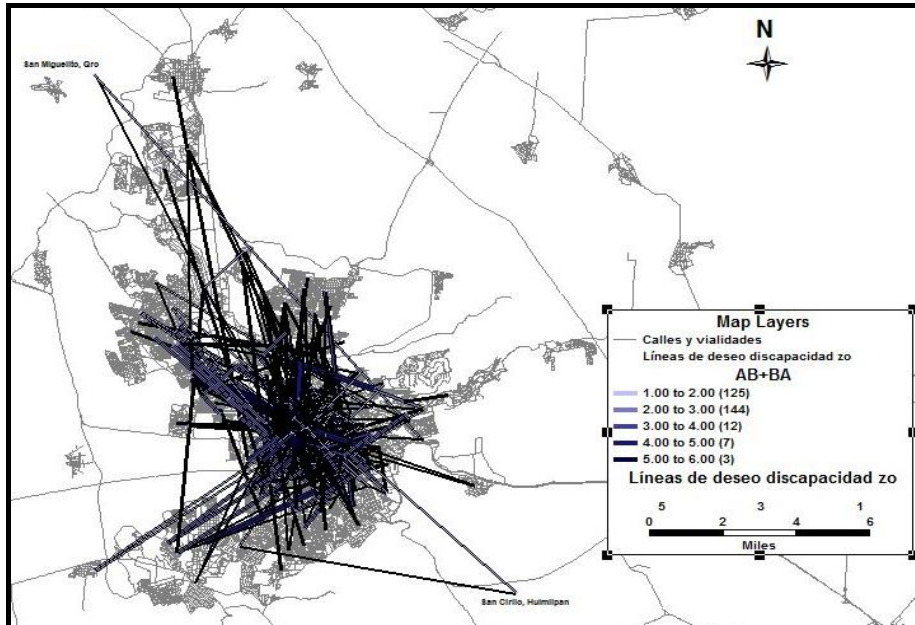 N
San Miguelito, Qro
Map Layers
Calles y vialidades
Líneas de deseo discapacidad zo
AB+BA
1.00 to 2.00 (125)
2.00 to 3.00 (144)
3.00 to 4.00 (12)
4.00 to 5.00 (7)
5.00 to 6.00 (3)
Líneas de deseo discapacidad zo
5 3 1
0 2 4 6
Miles
San Cirilo, Huimilpan